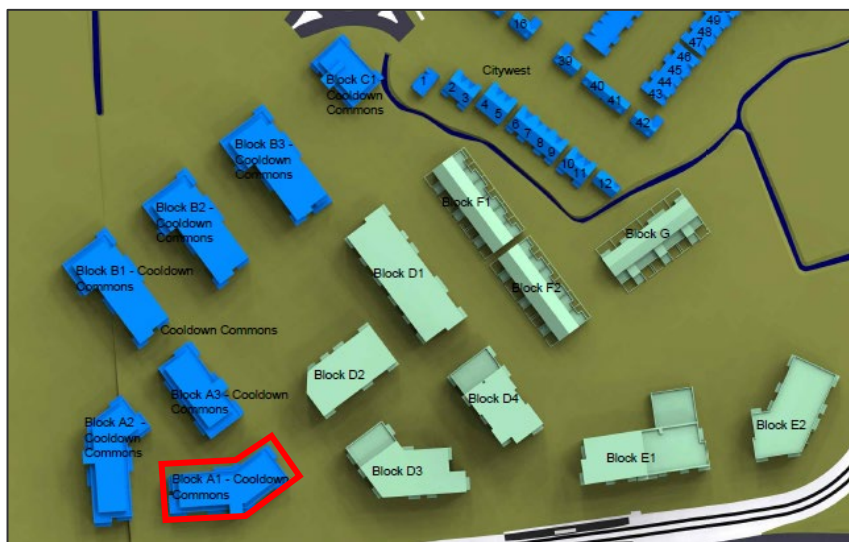 16
49
48
47
46
45
44
43
39
40
41
42
Citywest
1
2
3
4
5
6
7
8
9
10
11
12
Block C1 -
Cooldown
Commons
Block B3 -
Cooldown
Commons
Block B2 -
Cooldown
Commons
Block B1 - Cooldown
Commons
Cooldown Commons
Block A3 - Cooldown
Commons
Block A2 -
Cooldown
Commons
Block A1 - Cooldown
Commons
Block F1
Block G
Block D1
Block F2
Block D2
Block D4
Block D3
Block E1
Block E2